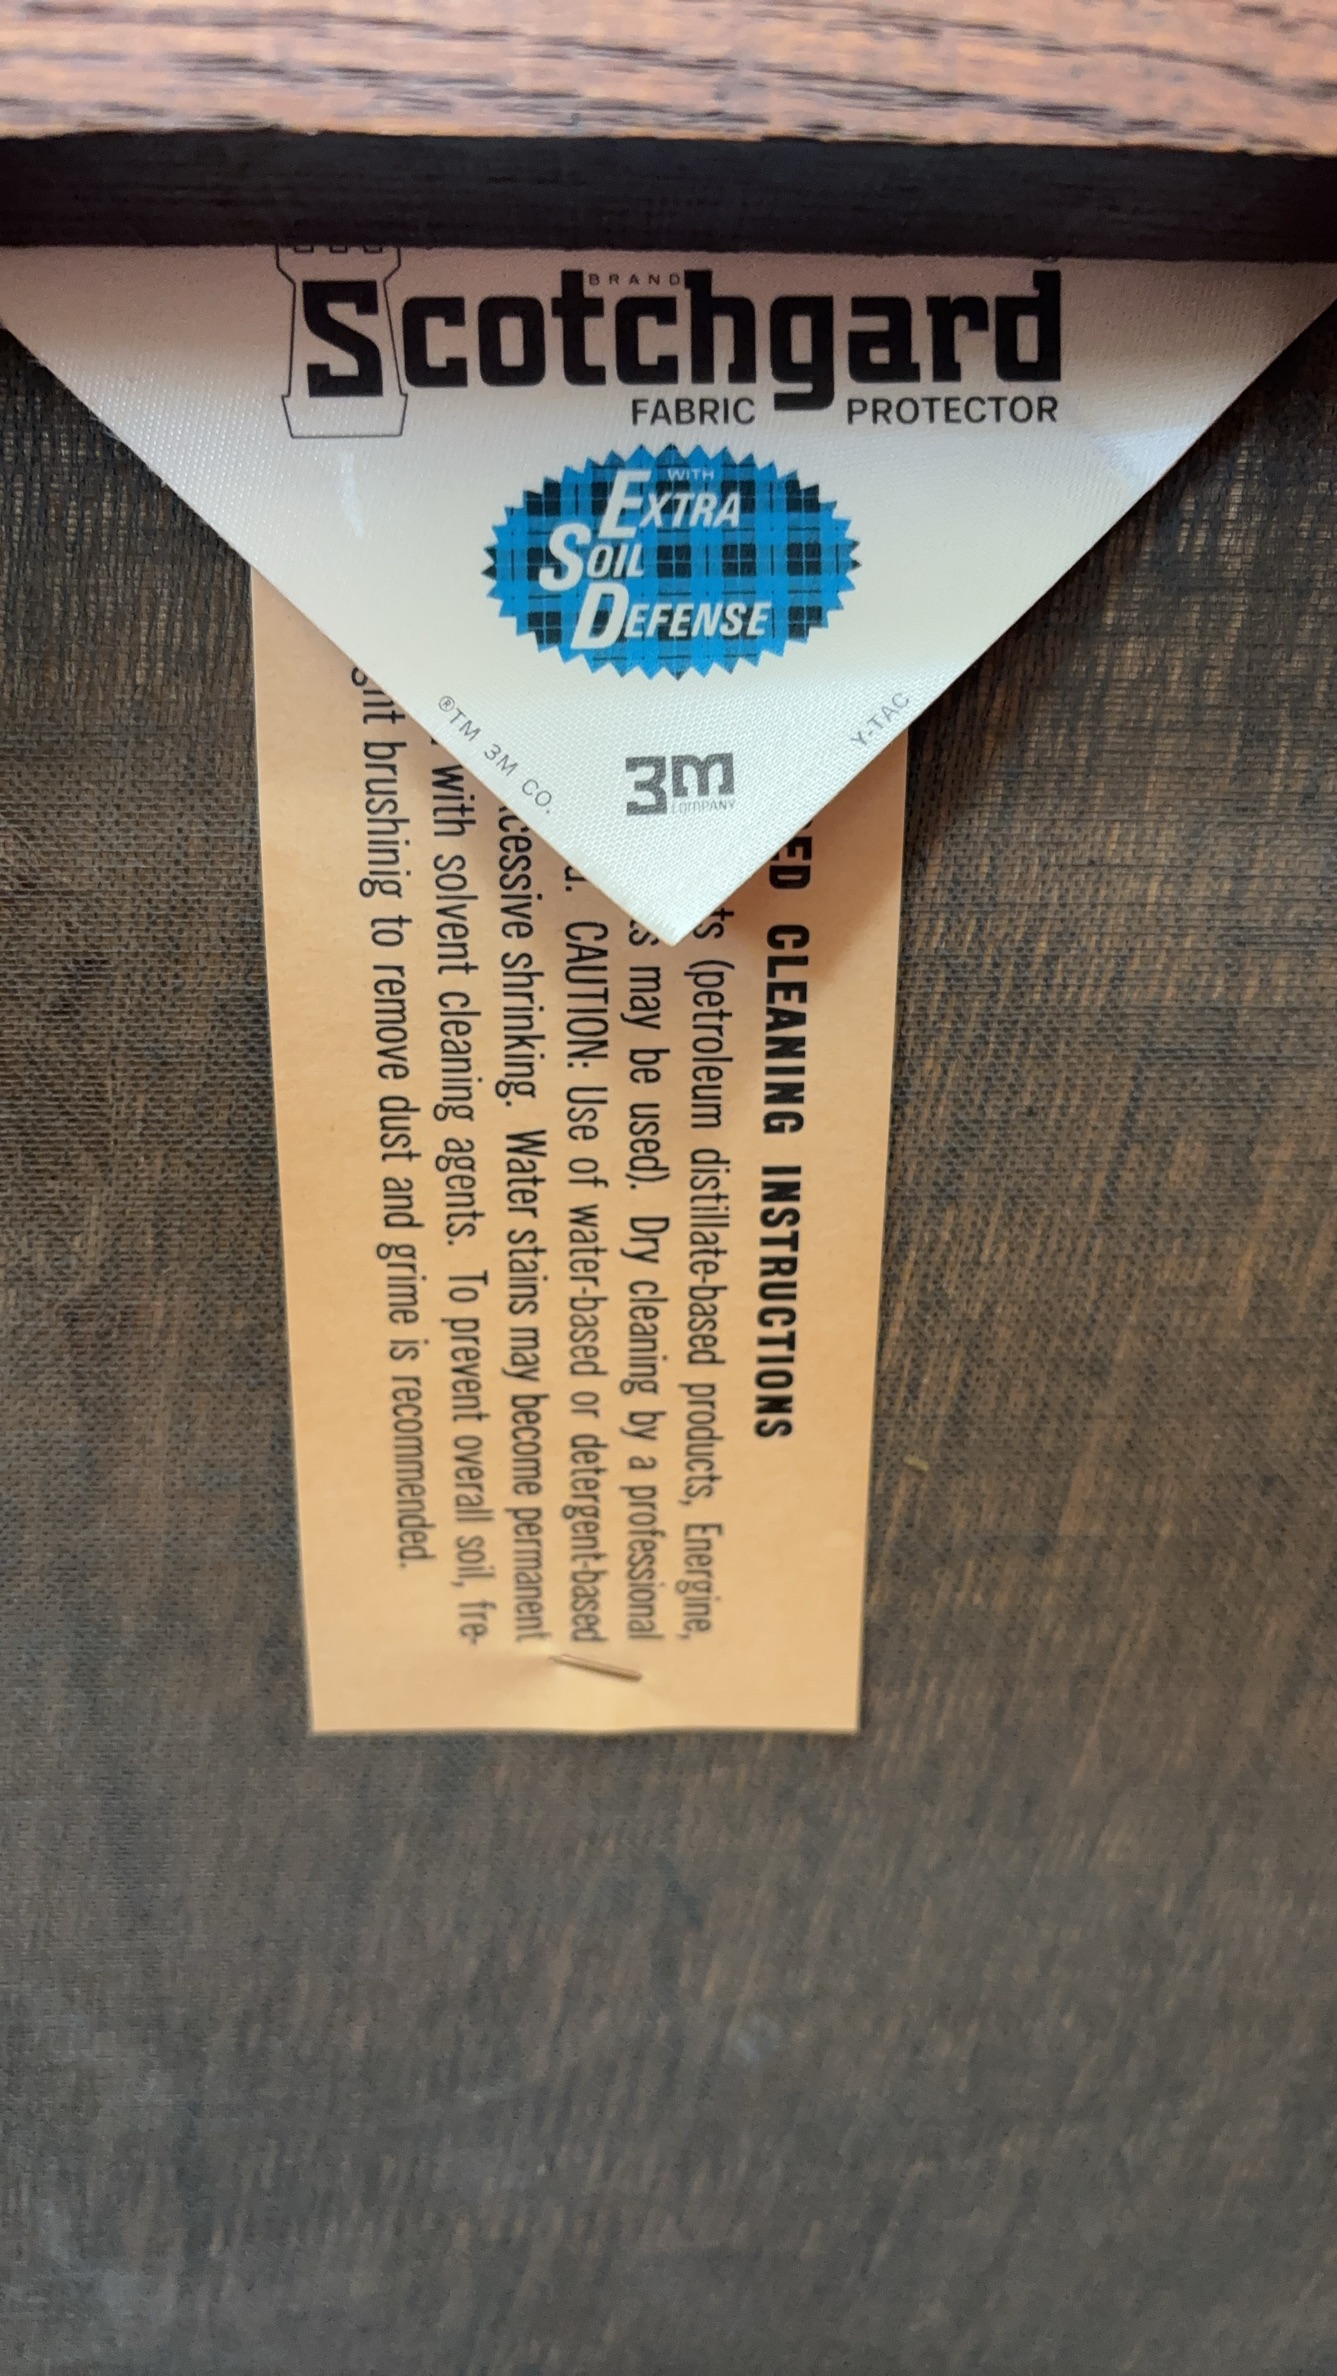 BRAND
Scotchgard
FABRIC PROTECTOR
WITH
EXTRA
SOIL
DEFENSE
®TM 3M CO.
3M
COMPANY
Y-TAC
CLEANING INSTRUCTIONS
(petroleum distillate-based products, Energine,
may be used). Dry cleaning by a professional
CAUTION: Use of water-based or detergent-based
shrinking. Water stains may become permanent
with solvent cleaning agents. To prevent overall soil, fre-
brushinig to remove dust and grime is recommended.